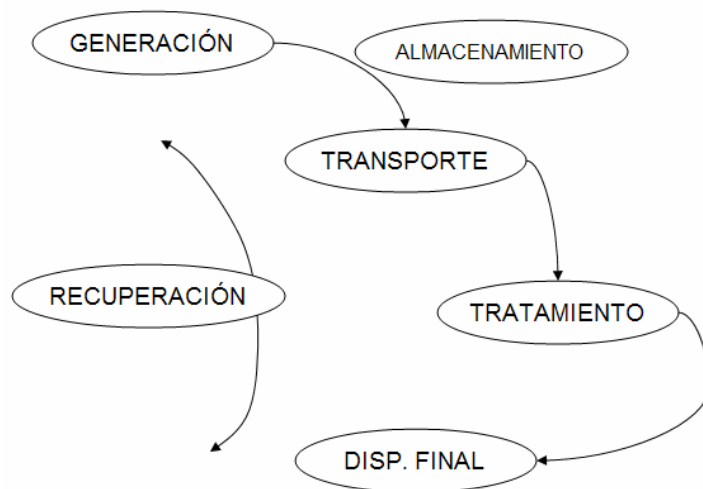 GENERACIÓN
ALMACENAMIENTO
TRANSPORTE
RECUPERACIÓN
TRATAMIENTO
DISP. FINAL